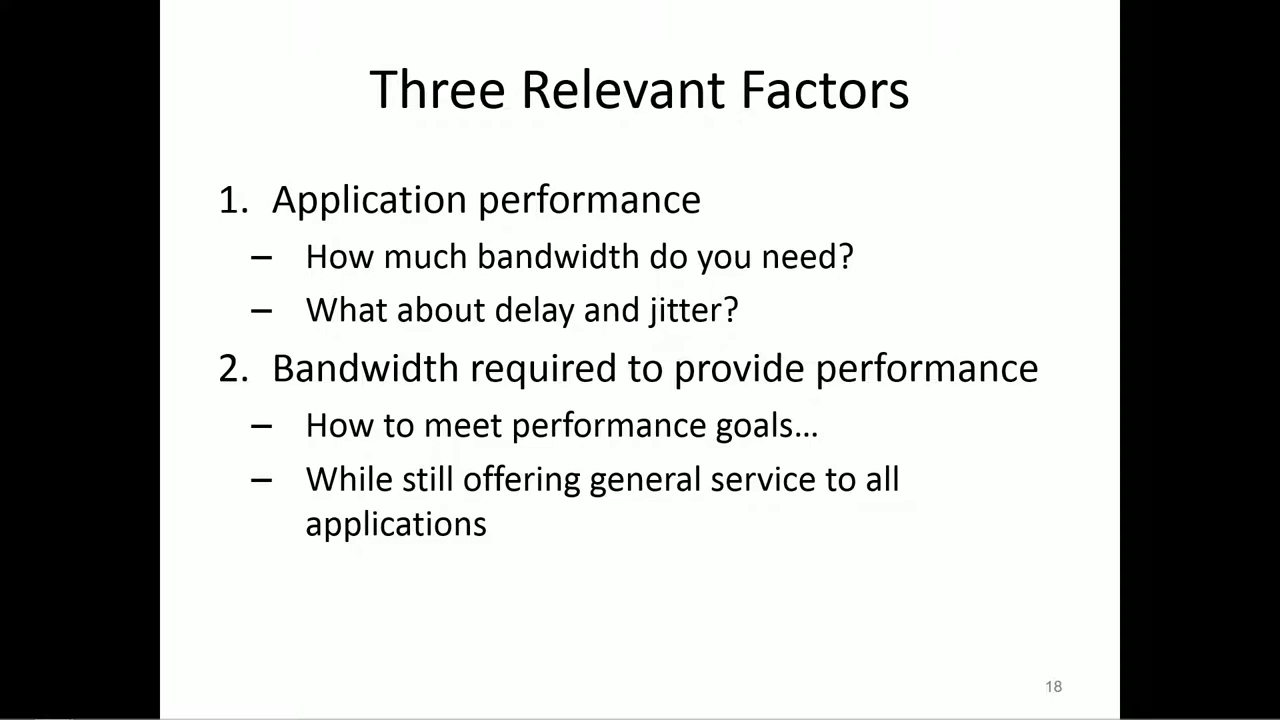 Three Relevant Factors
1. Application performance
– How much bandwidth do you need?
– What about delay and jitter?
2. Bandwidth required to provide performance
– How to meet performance goals…
– While still offering general service to all
applications
18